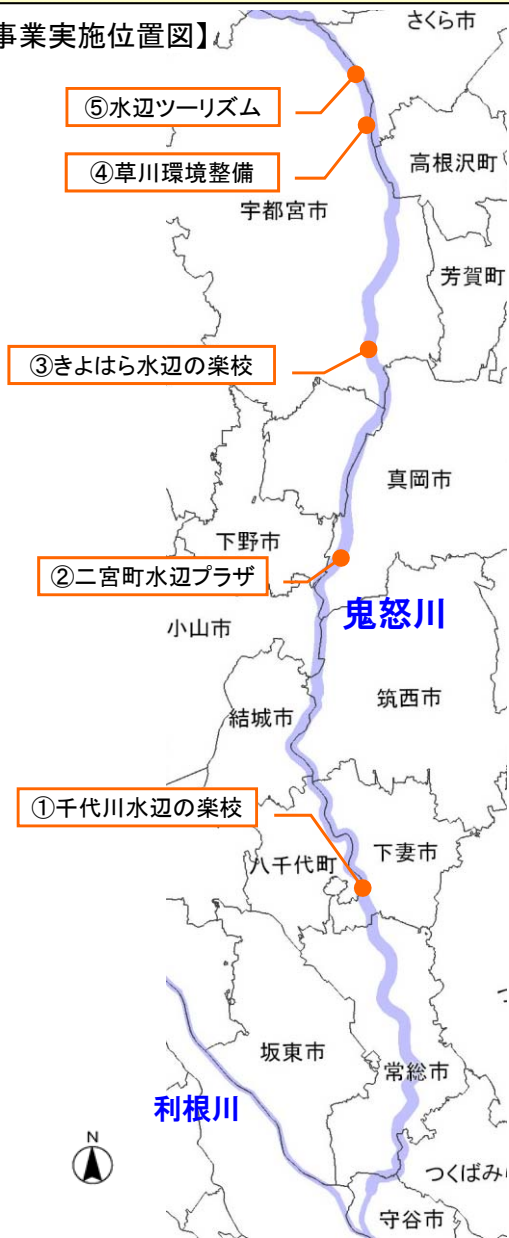 事業実施位置図】
さくら市
⑤水辺ツーリズム
④草川環境整備
高根沢町
宇都宮市
芳賀町
③きよはら水辺の楽校
真岡市
下野市
②二宮町水辺プラザ
鬼怒川
小山市
筑西市
結城市
①千代川水辺の楽校
下妻市
八千代町
つ
坂東市
常総市
利根川
N
つくばみ
守谷市